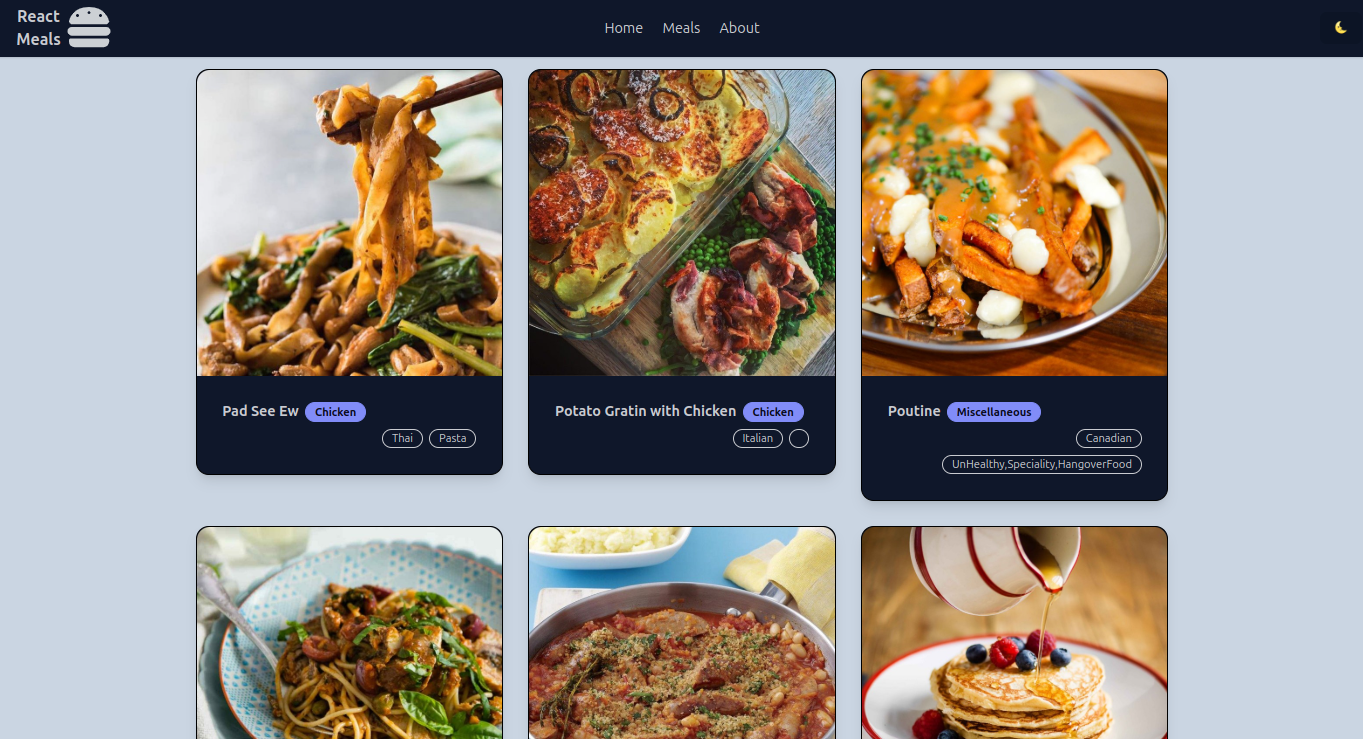 React
Meals
Home Meals About
Pad See Ew Chicken
Thai Pasta
Potato Gratin with Chicken Chicken
Italian
Poutine Miscellaneous
Canadian
UnHealthy,Speciality,HangoverFood